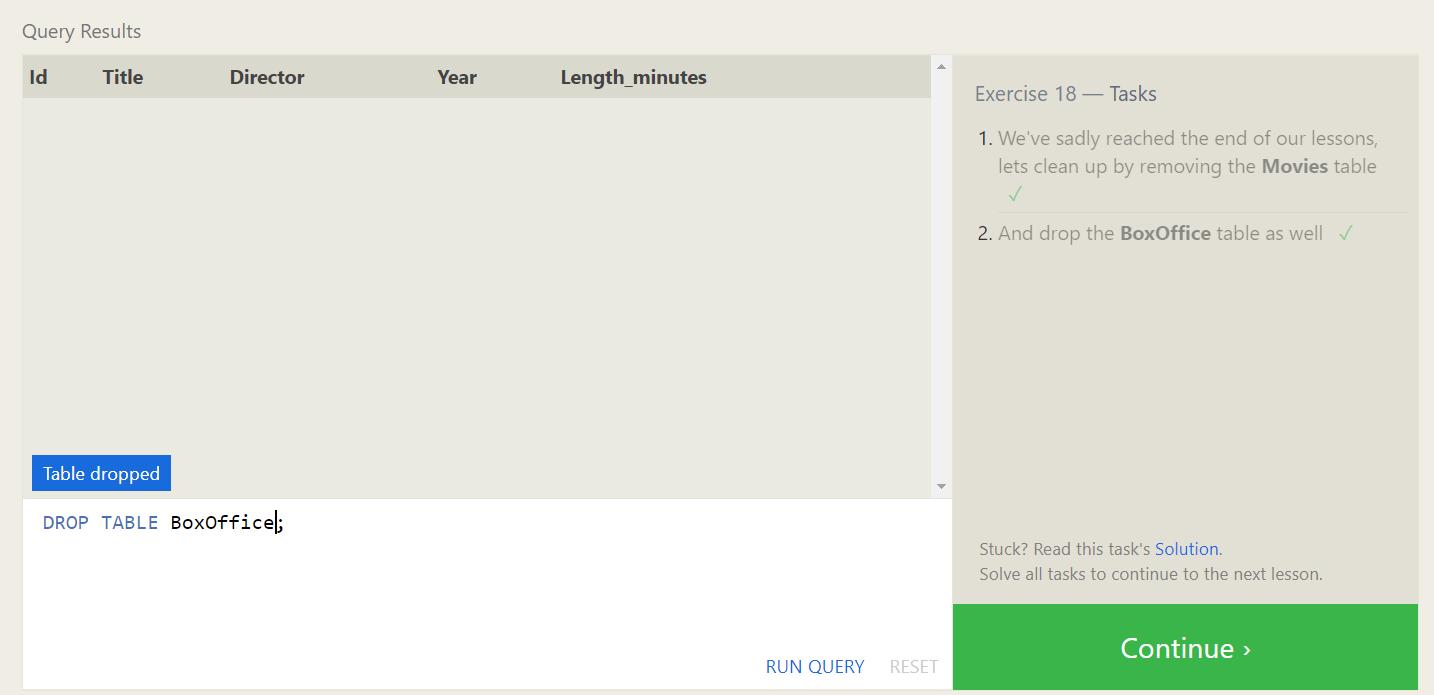 Query Results
Id Title Director Year Length_minutes
Table dropped
DROP TABLE BoxOffice;
RUN QUERY RESET
Exercise 18 — Tasks
1. We've sadly reached the end of our lessons,
lets clean up by removing the Movies table
✓
2. And drop the BoxOffice table as well ✓
Stuck? Read this task's Solution.
Solve all tasks to continue to the next lesson.
Continue ›